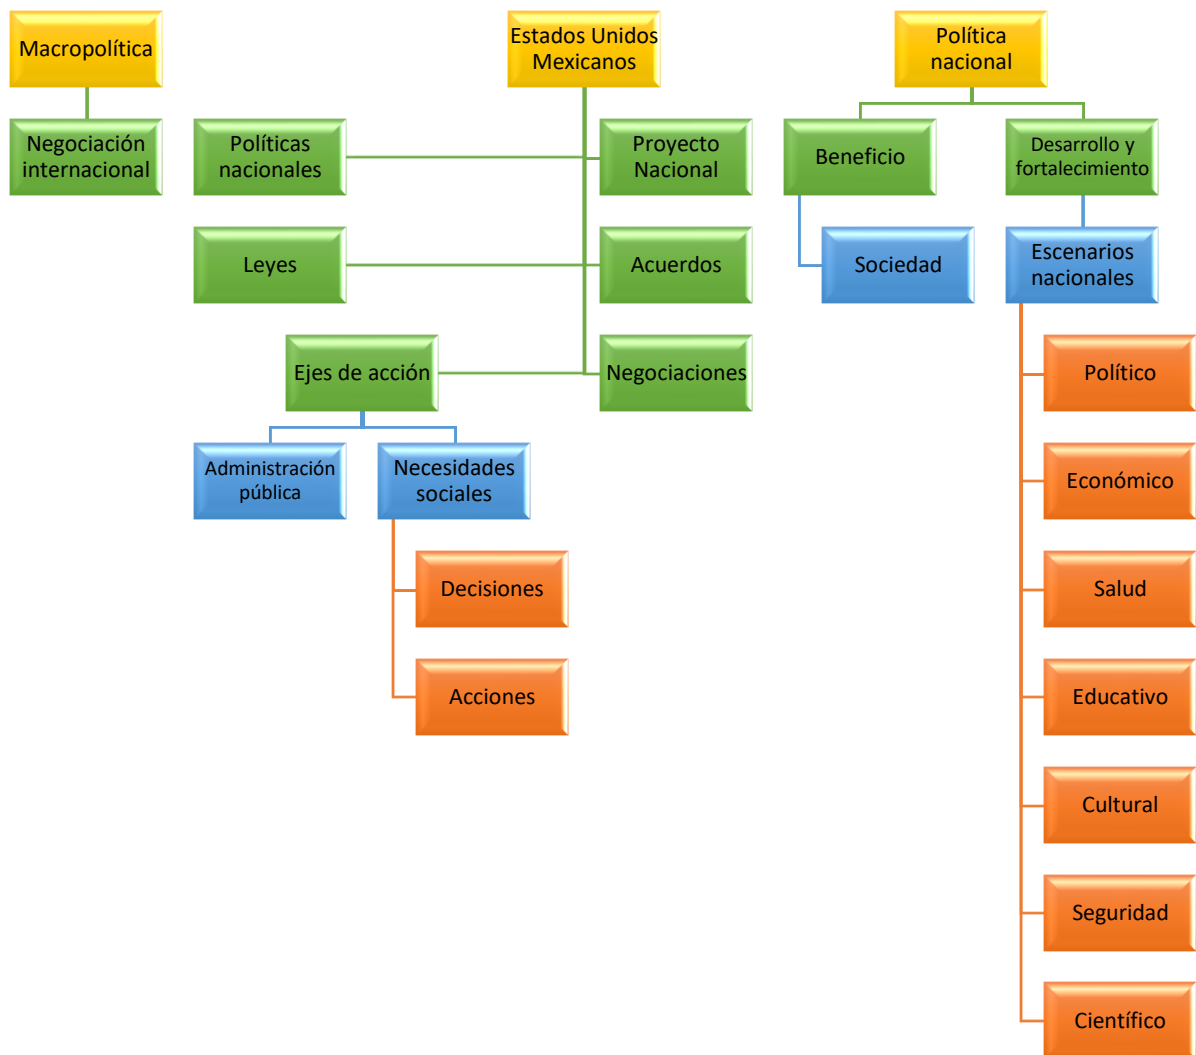 Macropolítica
Estados Unidos
Mexicanos
Política
nacional
Negociación
internacional
Políticas
nacionales
Proyecto
Nacional
Beneficio
Desarrollo y
fortalecimiento
Leyes
Acuerdos
Sociedad
Escenarios
nacionales
Ejes de acción
Negociaciones
Político
Administración
pública
Necesidades
sociales
Económico
Decisiones
Salud
Acciones
Educativo
Cultural
Seguridad
Científico